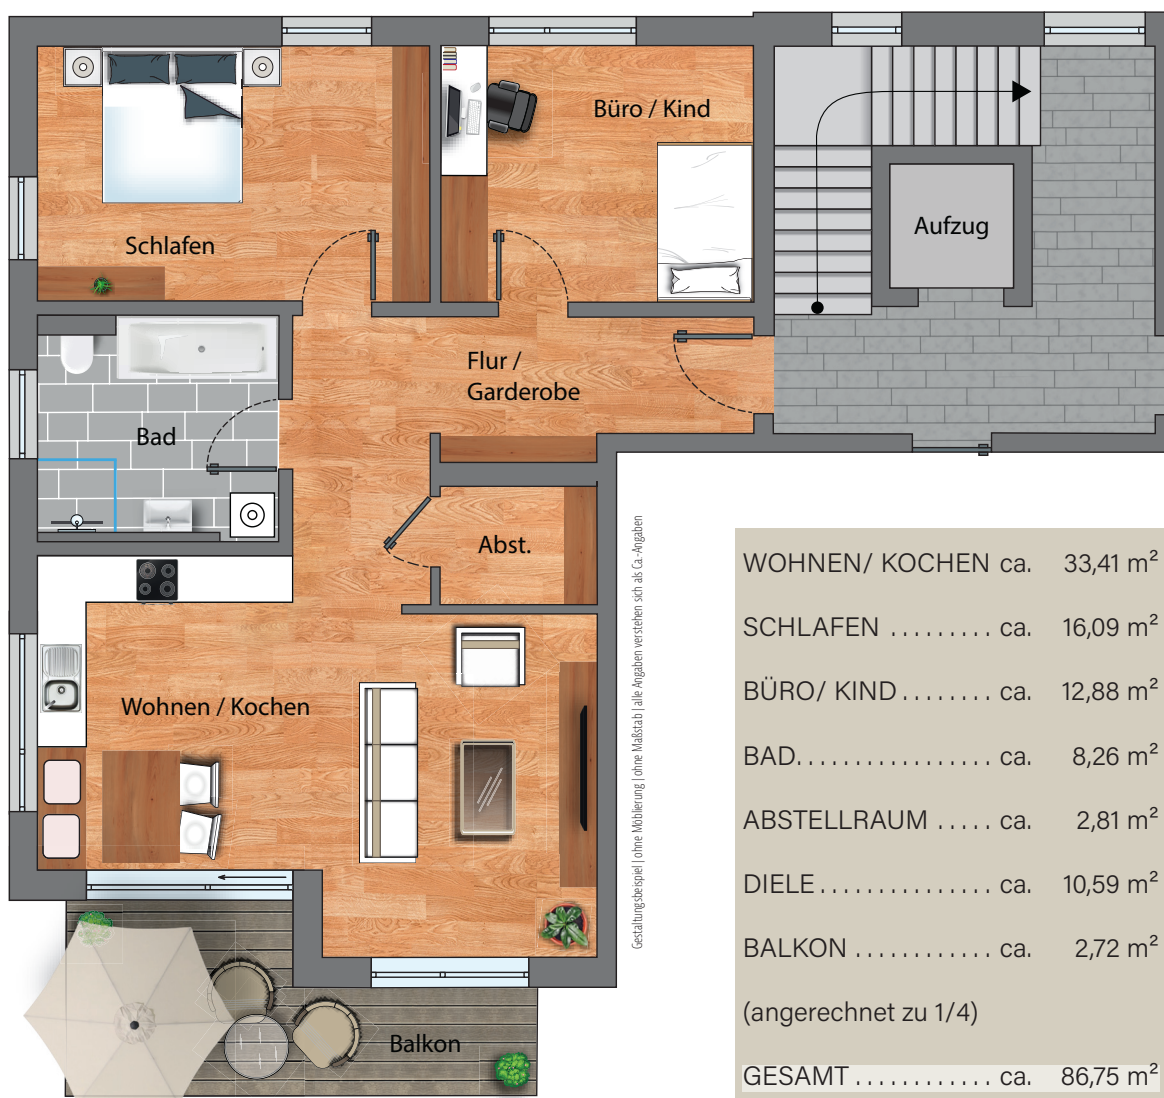 Büro / Kind
Schlafen
Aufzug
Flur /
Garderobe
Bad
Abst.
Wohnen / Kochen
Balkon
Gestaltungsbeispiel | ohne Möblierung | ohne Maßstab | alle Angaben verstehen sich als Ca.-Angaben
WOHNEN/ KOCHEN ca. 33,41 m²
SCHLAFEN ......... ca. 16,09 m²
BÜRO/ KIND ........ ca. 12,88 m²
BAD................. ca. 8,26 m²
ABSTELLRAUM ..... ca. 2,81 m²
DIELE ............... ca. 10,59 m²
BALKON ............ ca. 2,72 m²
(angerechnet zu 1/4)
GESAMT ............ ca. 86,75 m²